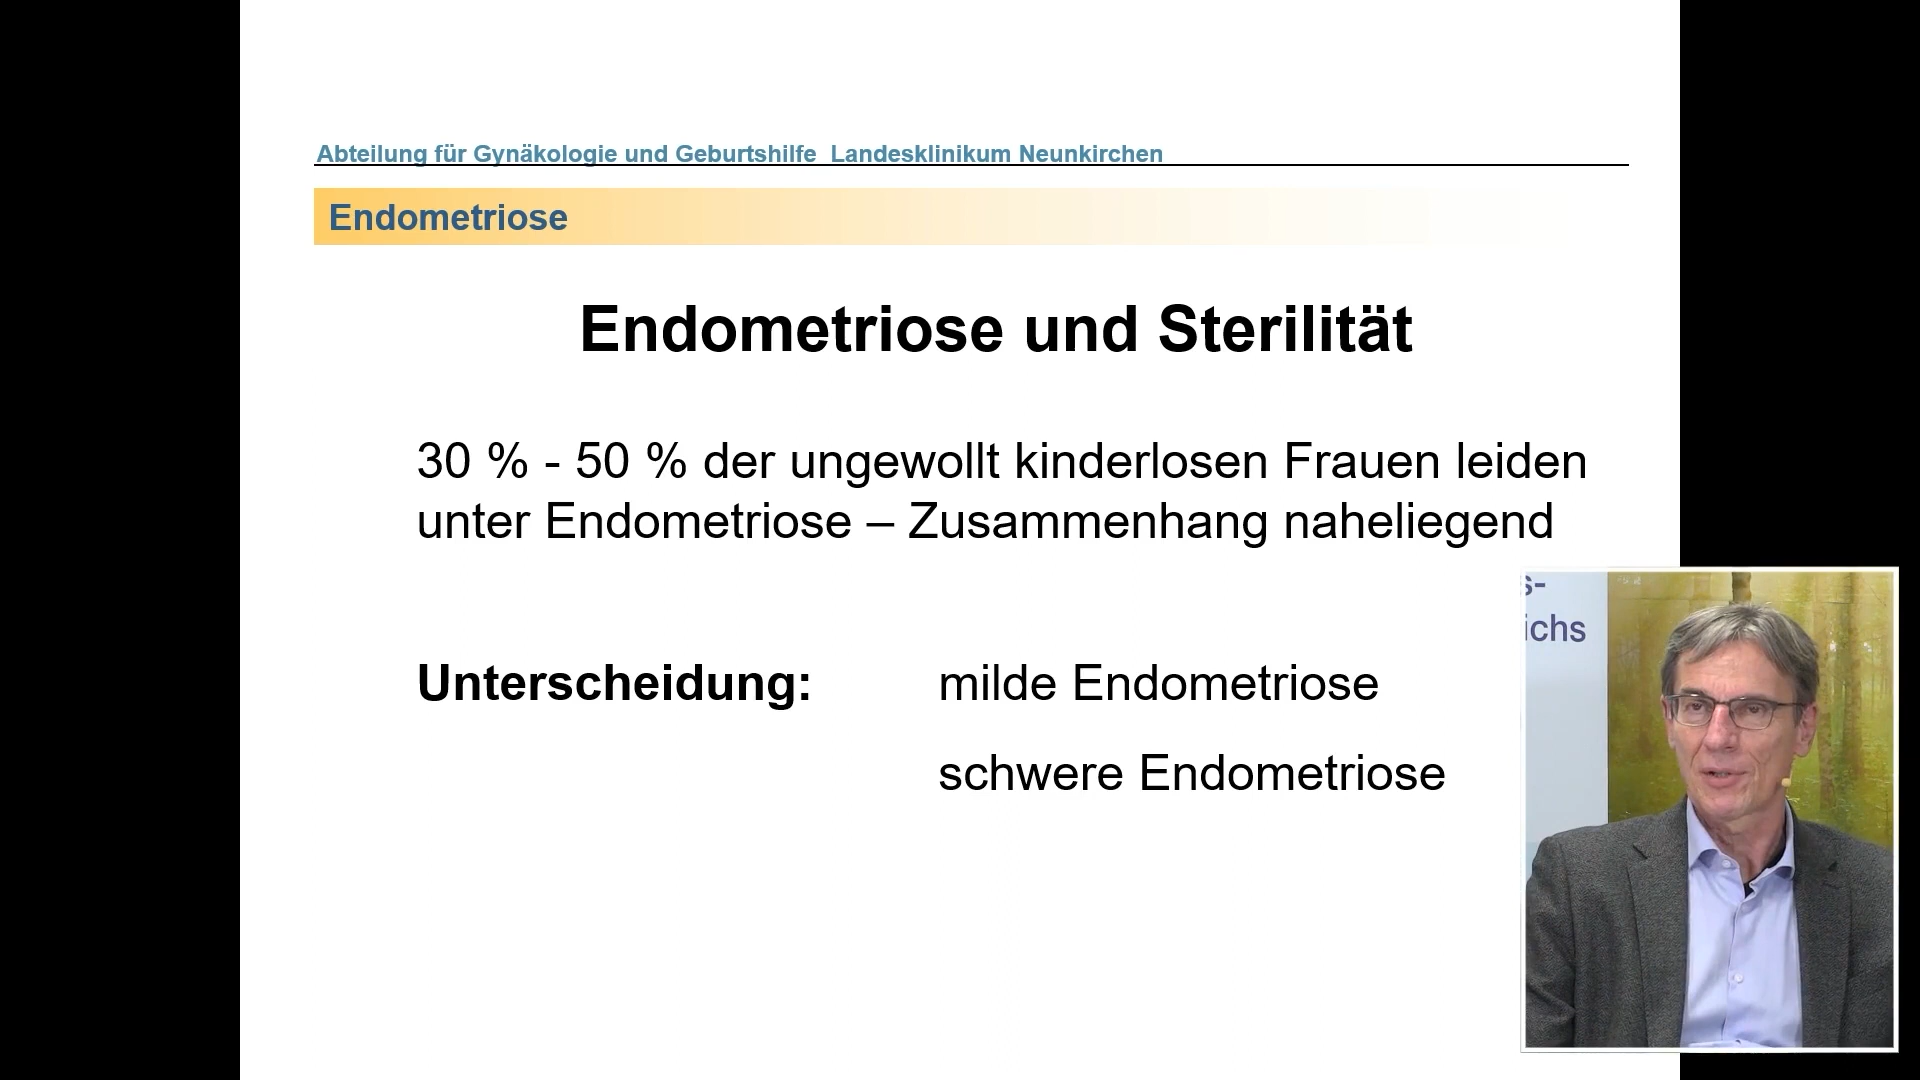 Abteilung für Gynäkologie und Geburtshilfe  Landesklinikum Neunkirchen
Endometriose
Endometriose und Sterilität
30 % - 50 % der ungewollt kinderlosen Frauen leiden
unter Endometriose – Zusammenhang naheliegend
Unterscheidung: milde Endometriose
schwere Endometriose
s-
ichs